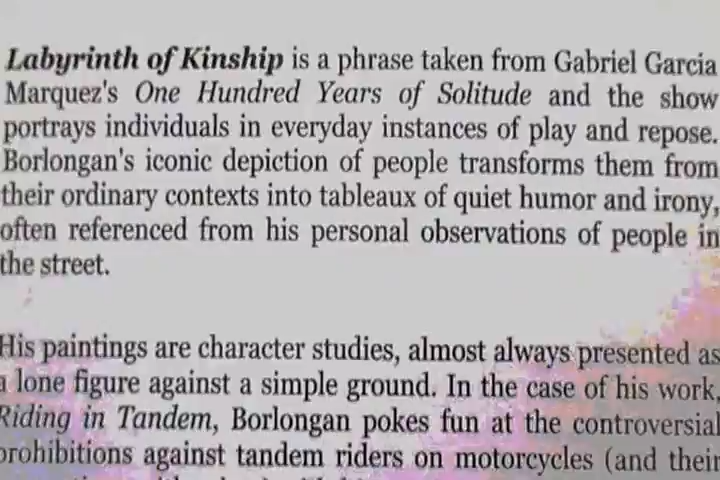 Labyrinth of Kinship is a phrase taken from Gabriel Garcia
Marquez's One Hundred Years of Solitude and the show
portrays individuals in everyday instances of play and repose.
Borlongan's iconic depiction of people transforms them from
their ordinary contexts into tableaux of quiet humor and irony,
often referenced from his personal observations of people in
the street.
His paintings are character studies, almost always presented as
a lone figure against a simple ground. In the case of his work,
Riding in Tandem, Borlongan pokes fun at the controversial
prohibitions against tandem riders on motorcycles (and their